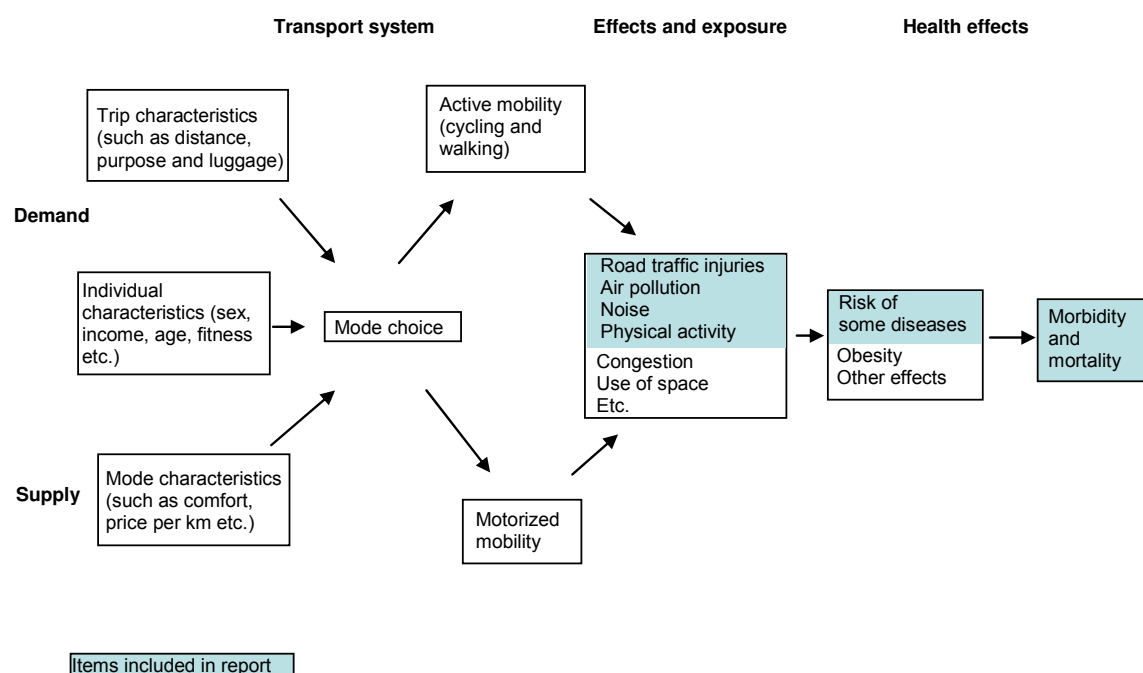 Transport system
Effects and exposure
Health effects
Trip characteristics
(such as distance,
purpose and luggage)
Active mobility
(cycling and
walking)
Demand
Individual
characteristics (sex,
income, age, fitness
etc.)
Mode choice
Road traffic injuries
Air pollution
Noise
Physical activity
Congestion
Use of space
Etc.
Risk of
some diseases
Obesity
Other effects
Morbidity
and
mortality
Supply
Mode characteristics
(such as comfort,
price per km etc.)
Motorized
mobility
Items included in report